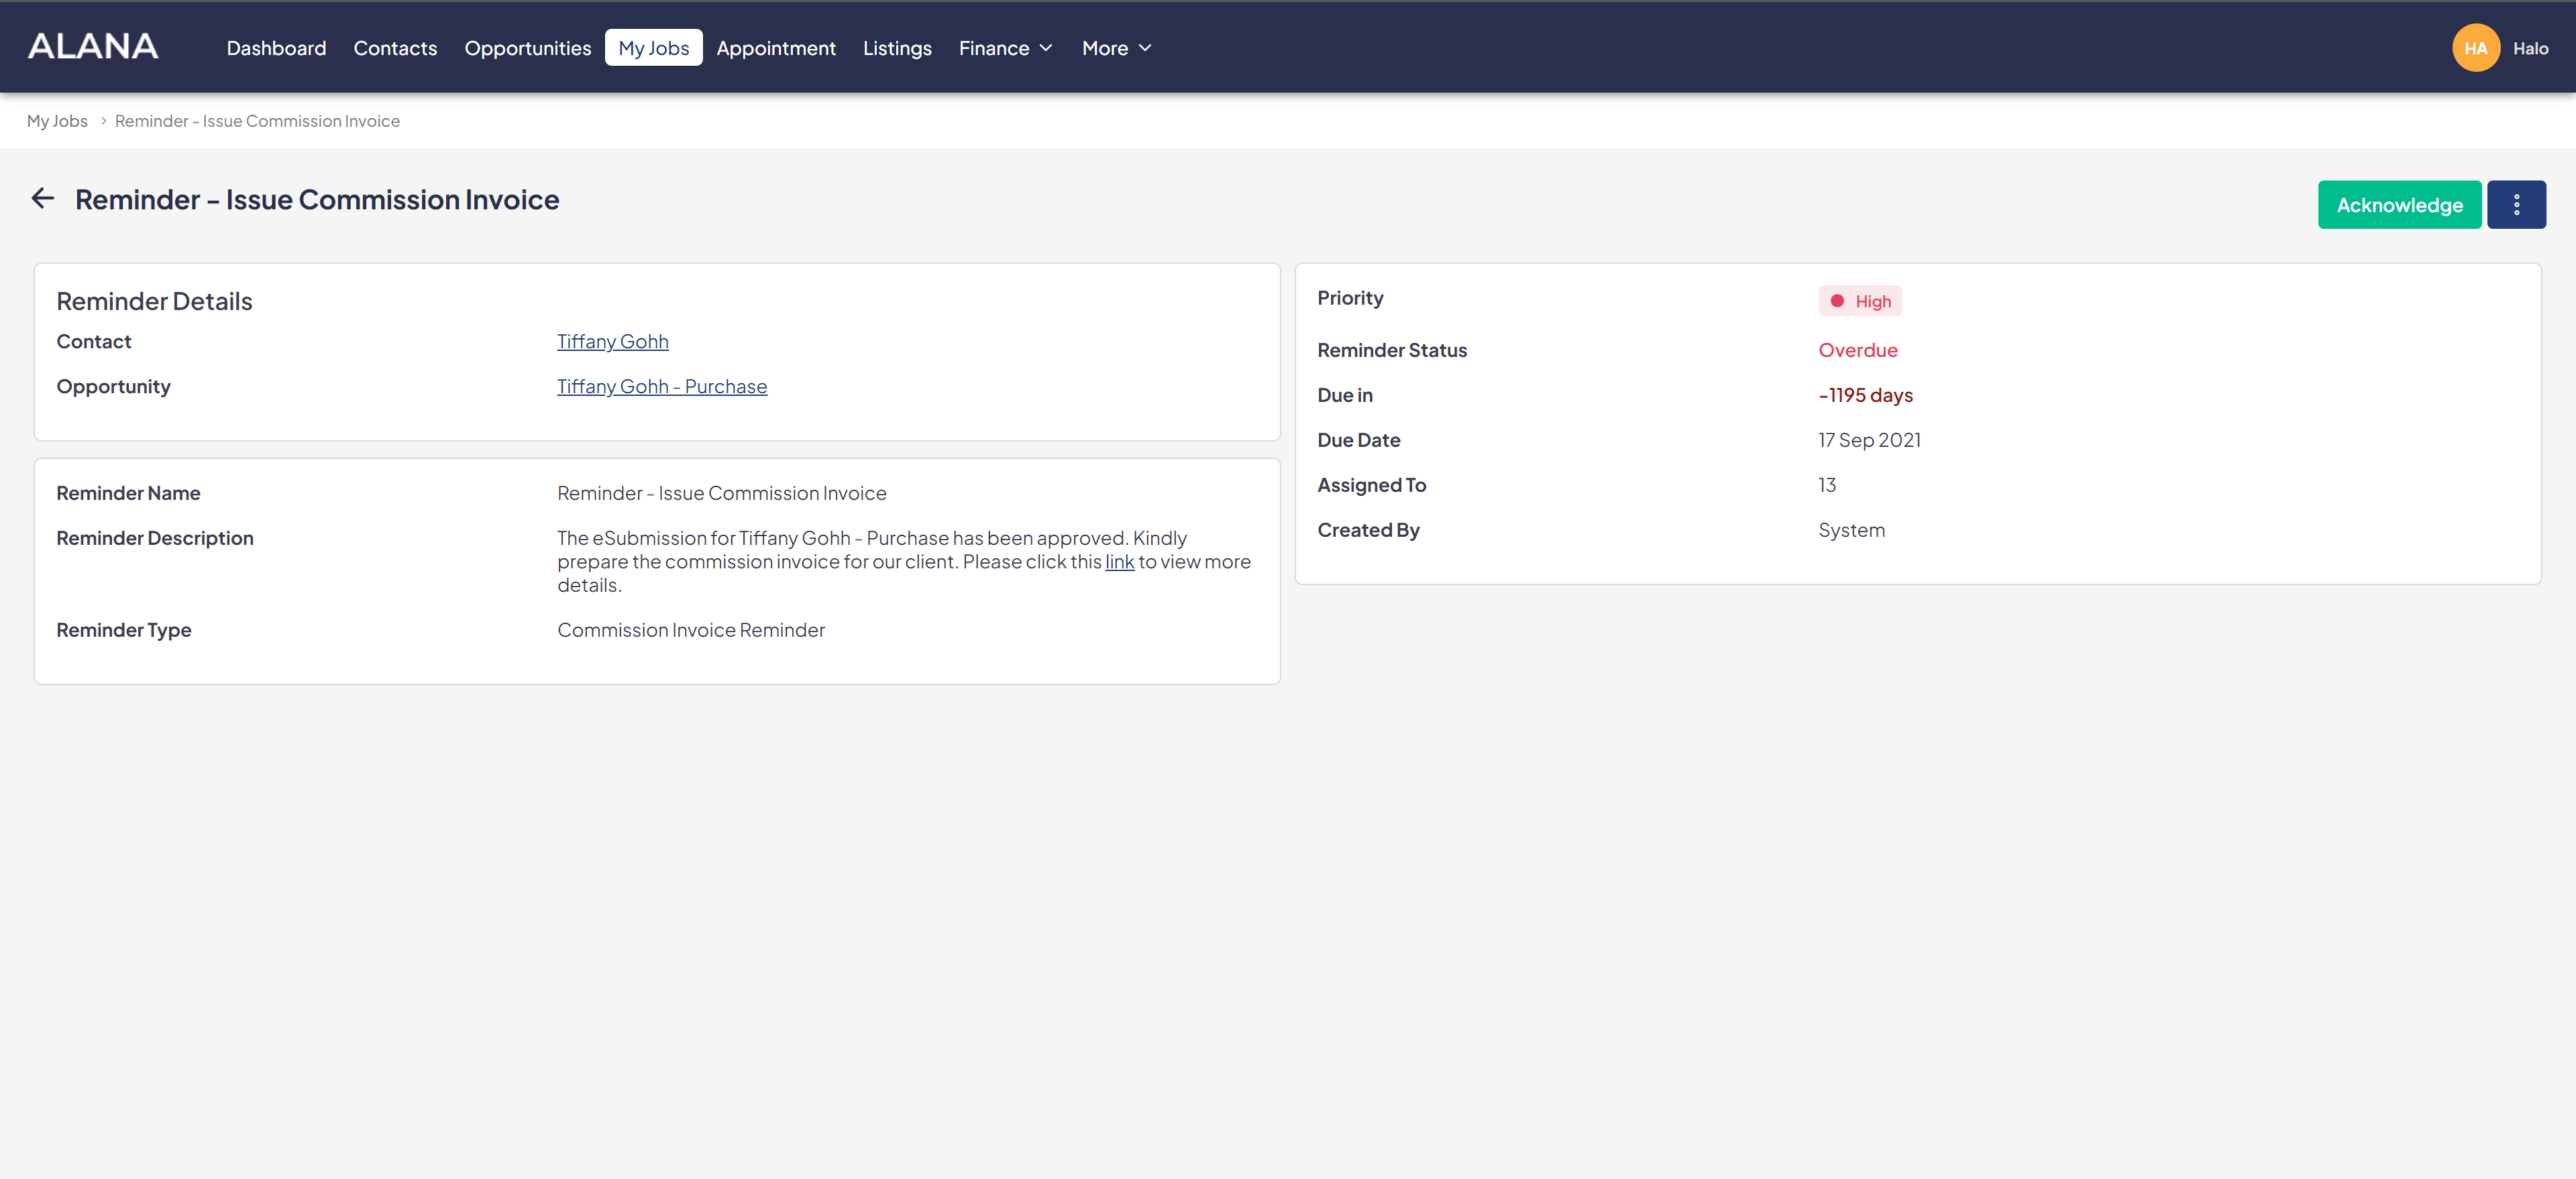 ALANA
Dashboard Contacts Opportunities My Jobs Appointment Listings Finance More
HA Halo
My Jobs > Reminder - Issue Commission Invoice
Reminder - Issue Commission Invoice
Acknowledge
Reminder Details
Contact Tiffany Gohh
Opportunity Tiffany Gohh - Purchase
Reminder Name Reminder - Issue Commission Invoice
Reminder Description The eSubmission for Tiffany Gohh - Purchase has been approved. Kindly
prepare the commission invoice for our client. Please click this link to view more
details.
Reminder Type Commission Invoice Reminder
Priority High
Reminder Status Overdue
Due in -1195 days
Due Date 17 Sep 2021
Assigned To 13
Created By System